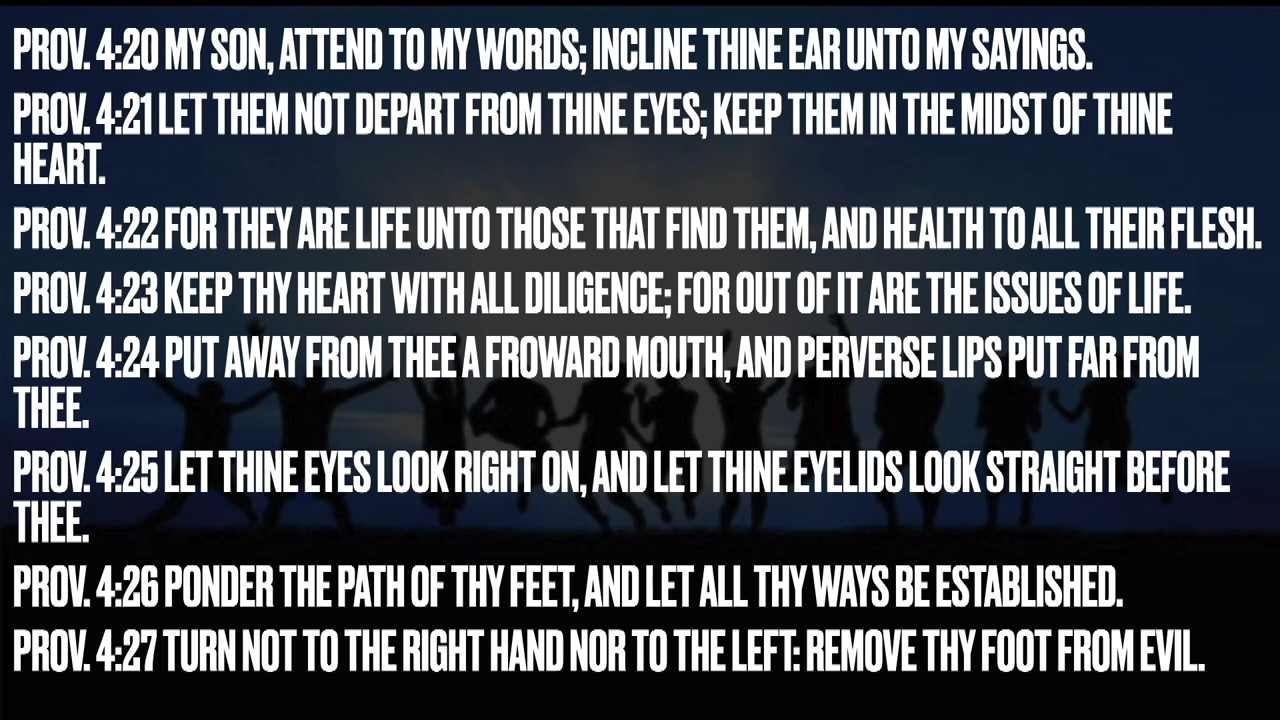 PROV. 4:20 MY SON, ATTEND TO MY WORDS; INCLINE THINE EAR UNTO MY SAYINGS.
PROV. 4:21 LET THEM NOT DEPART FROM THINE EYES; KEEP THEM IN THE MIDST OF THINE
HEART.
PROV. 4:22 FOR THEY ARE LIFE UNTO THOSE THAT FIND THEM, AND HEALTH TO ALL THEIR FLESH.
PROV. 4:23 KEEP THY HEART WITH ALL DILIGENCE; FOR OUT OF IT ARE THE ISSUES OF LIFE.
PROV. 4:24 PUT AWAY FROM THEE A FROWARD MOUTH, AND PERVERSE LIPS PUT FAR FROM
THEE.
PROV. 4:25 LET THINE EYES LOOK RIGHT ON, AND LET THINE EYELIDS LOOK STRAIGHT BEFORE
THEE.
PROV. 4:26 PONDER THE PATH OF THY FEET, AND LET ALL THY WAYS BE ESTABLISHED.
PROV. 4:27 TURN NOT TO THE RIGHT HAND NOR TO THE LEFT: REMOVE THY FOOT FROM EVIL.